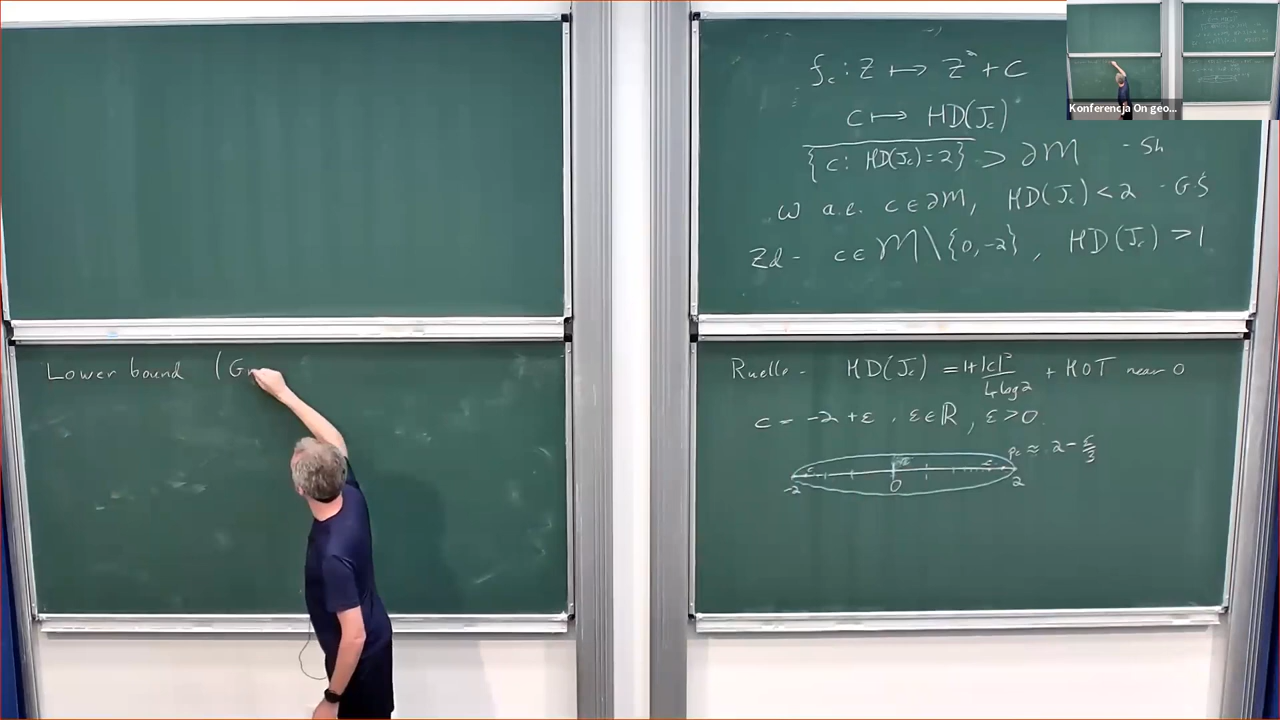 f_c : Z ↦ Z² + C
C ↦ HD(J_c)
{c : HD(J_c) = 2} > ∂M - Sh
ω a.e. c ∈ ∂M, HD(J_c) < 2 - G·Ś
Zd - c ∈ M \ {0, -2}, HD(J_c) > 1
Lower bound (G
Ruelle - HD(J_c) = 1 + |c|² / 4 log 2 + HOT near 0
c = -2 + ε, ε ∈ ℝ, ε > 0
≈ 2 - ε/3
-2 0 2
Konferencja On geo...